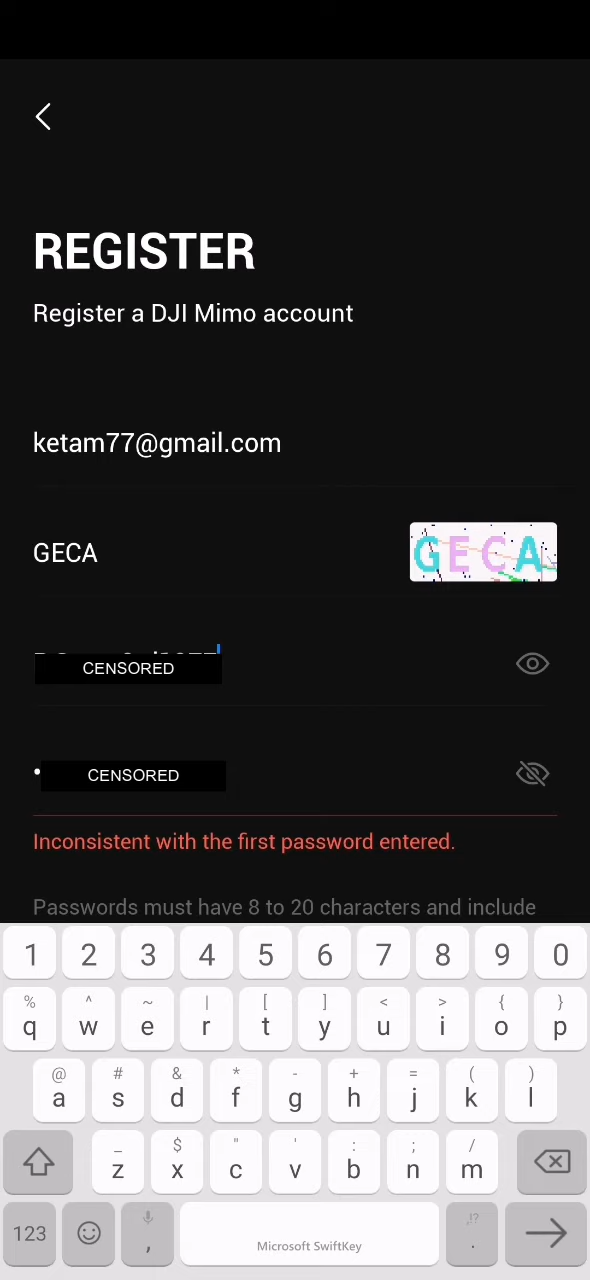 REGISTER
Register a DJI Mimo account
ketam77@gmail.com
GECA GECA
CENSORED
CENSORED
Inconsistent with the first password entered.
Passwords must have 8 to 20 characters and include
1 2 3 4 5 6 7 8 9 0
% ^ ~ | [ ] < > { }
q w e r t y u i o p
@ # & * - + = ( )
a s d f g h j k l
_ $ " ' : ; /
z x c v b n m
123 , Microsoft SwiftKey ,!? .